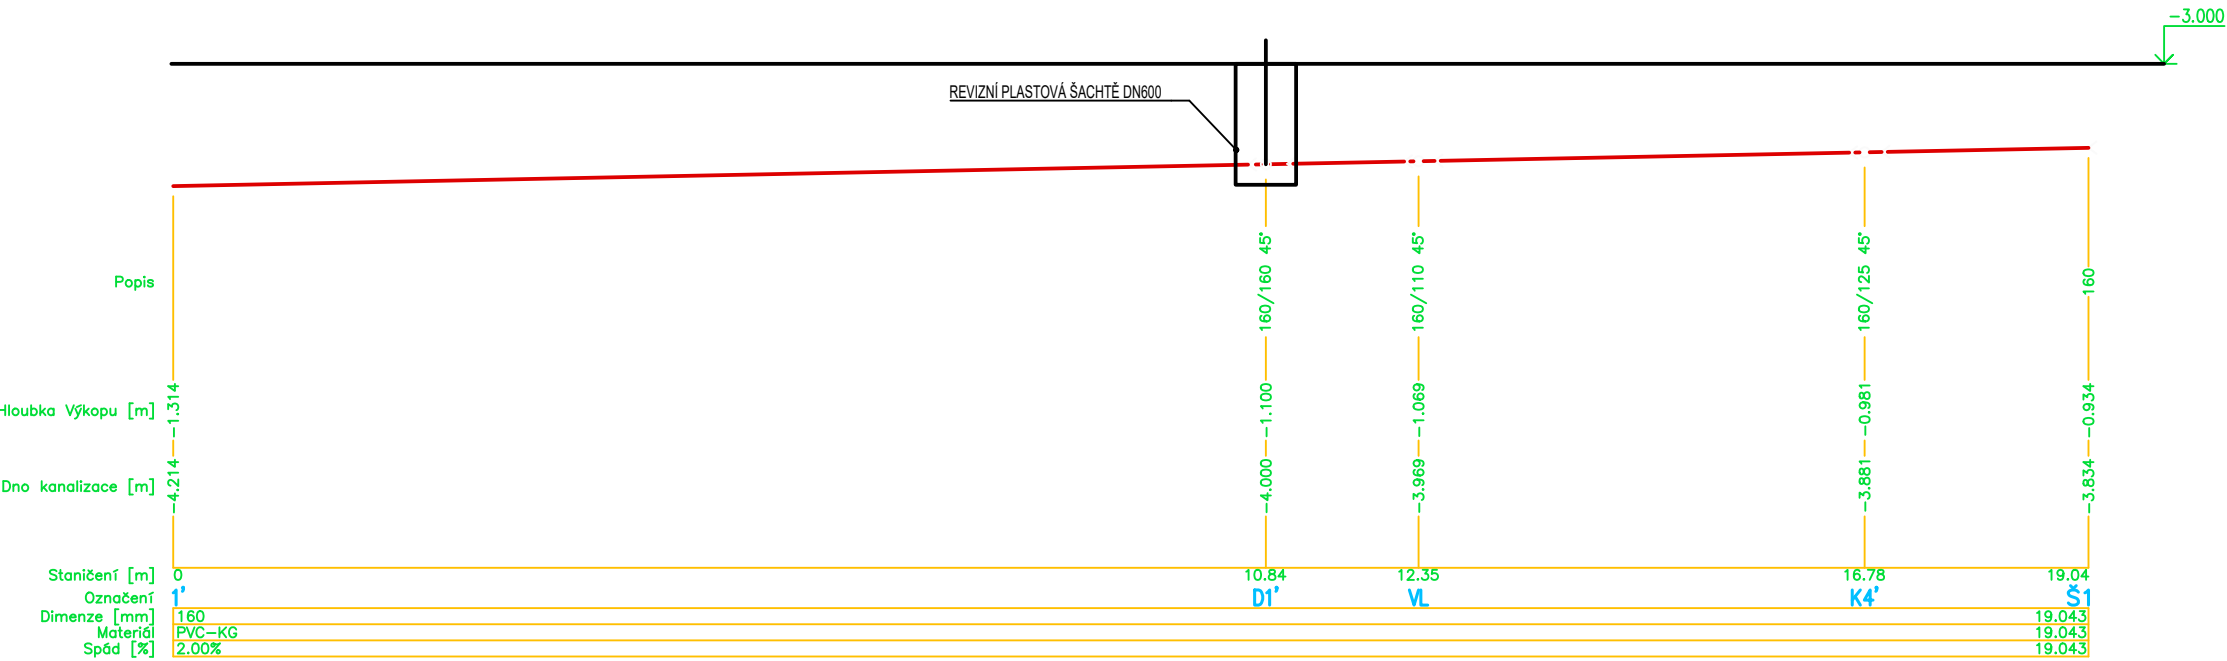 -3.000
REVIZNÍ PLASTOVÁ ŠACHTĚ DN600
Popis
160/160 45°
160/110 45°
160/125 45°
160
Hloubka Výkopu [m]
-1.314
-1.100
-1.069
-0.981
-0.934
Dno kanalizace [m]
-4.214
-4.000
-3.969
-3.881
-3.834
Staničení [m] 0 10.84 12.35 16.78 19.04
Označení 1' D1' VL K4' Š1
Dimenze [mm] 160 19.043
Materiál PVC-KG 19.043
Spád [%] 2.00% 19.043